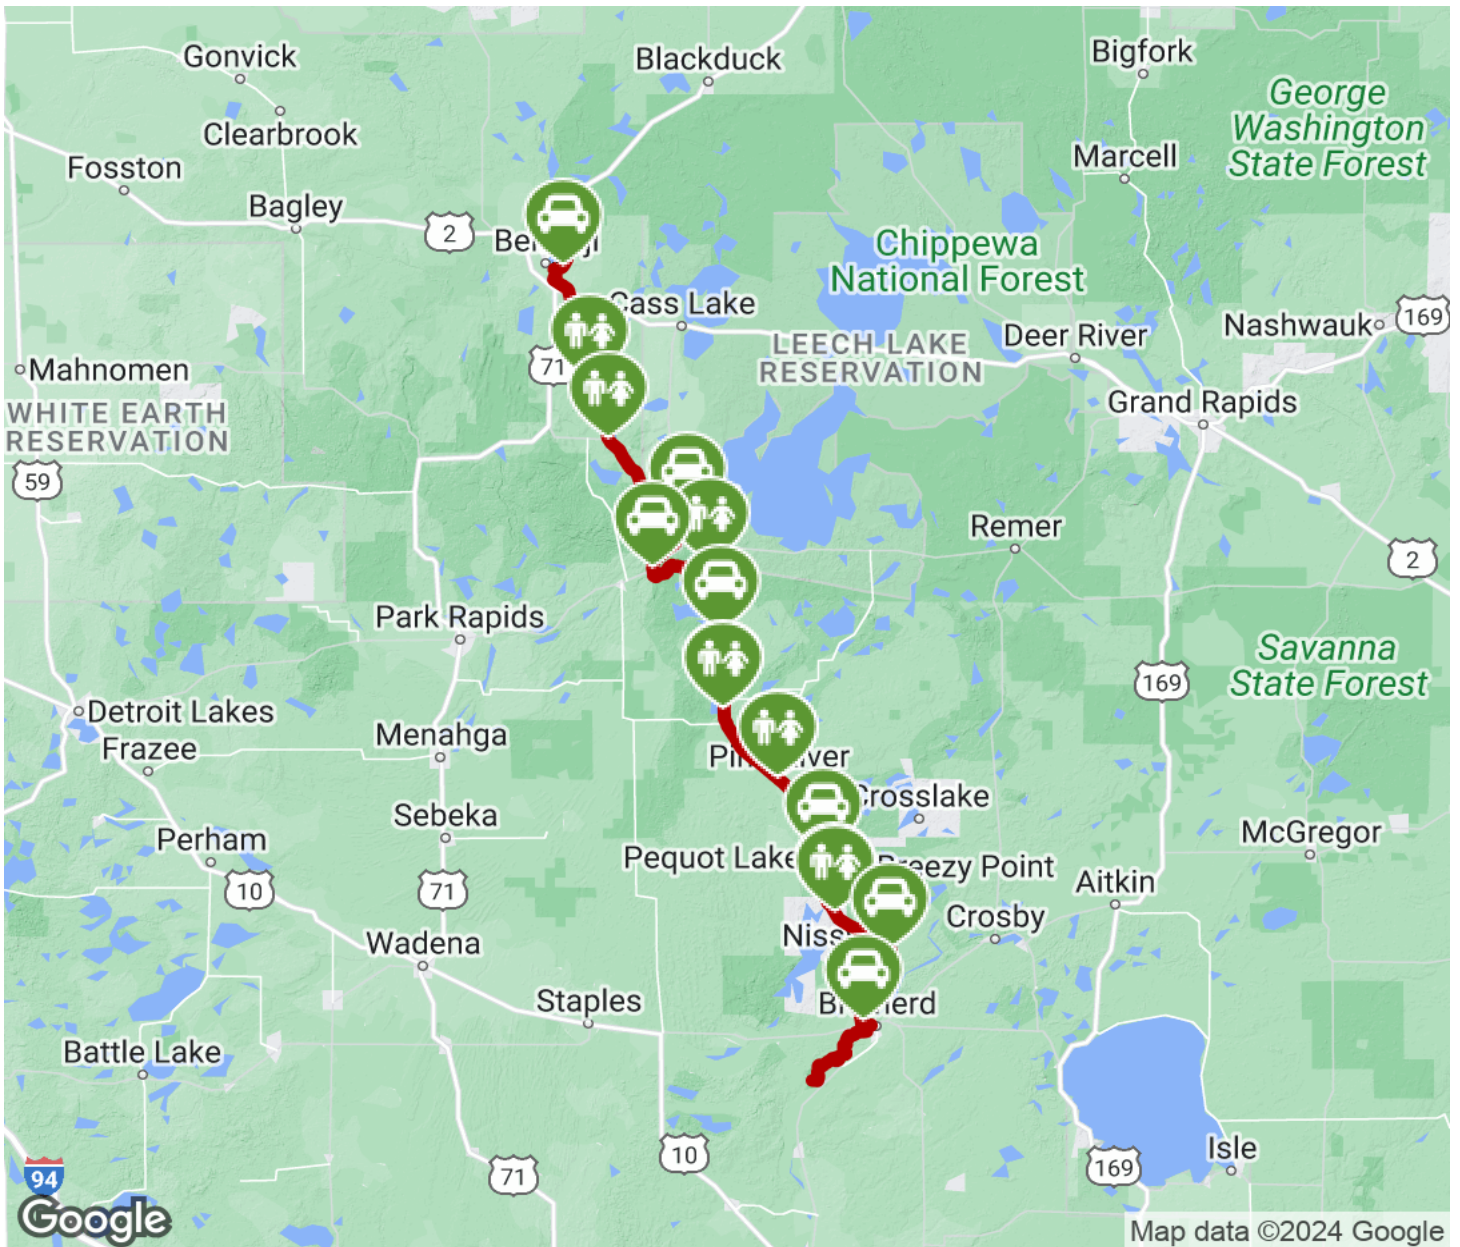 Gonvick
Blackduck
Bigfork
George
Washington
State Forest
Clearbrook
Marcell
Fosston
Bagley
2
Chippewa
National Forest
Cass Lake
169
Nashwauk
Deer River
LEECH LAKE
RESERVATION
71
Mahnomen
WHITE EARTH
RESERVATION
Grand Rapids
59
Remer
2
Park Rapids
Savanna
State Forest
169
Detroit Lakes
Menahga
Frazee
Crosslake
Sebeka
McGregor
Perham
Pequot Lake
Breezy Point
10
71
Aitkin
Crosby
Wadena
Staples
Battle Lake
Isle
10
169
71
94
Google
Map data ©2024 Google